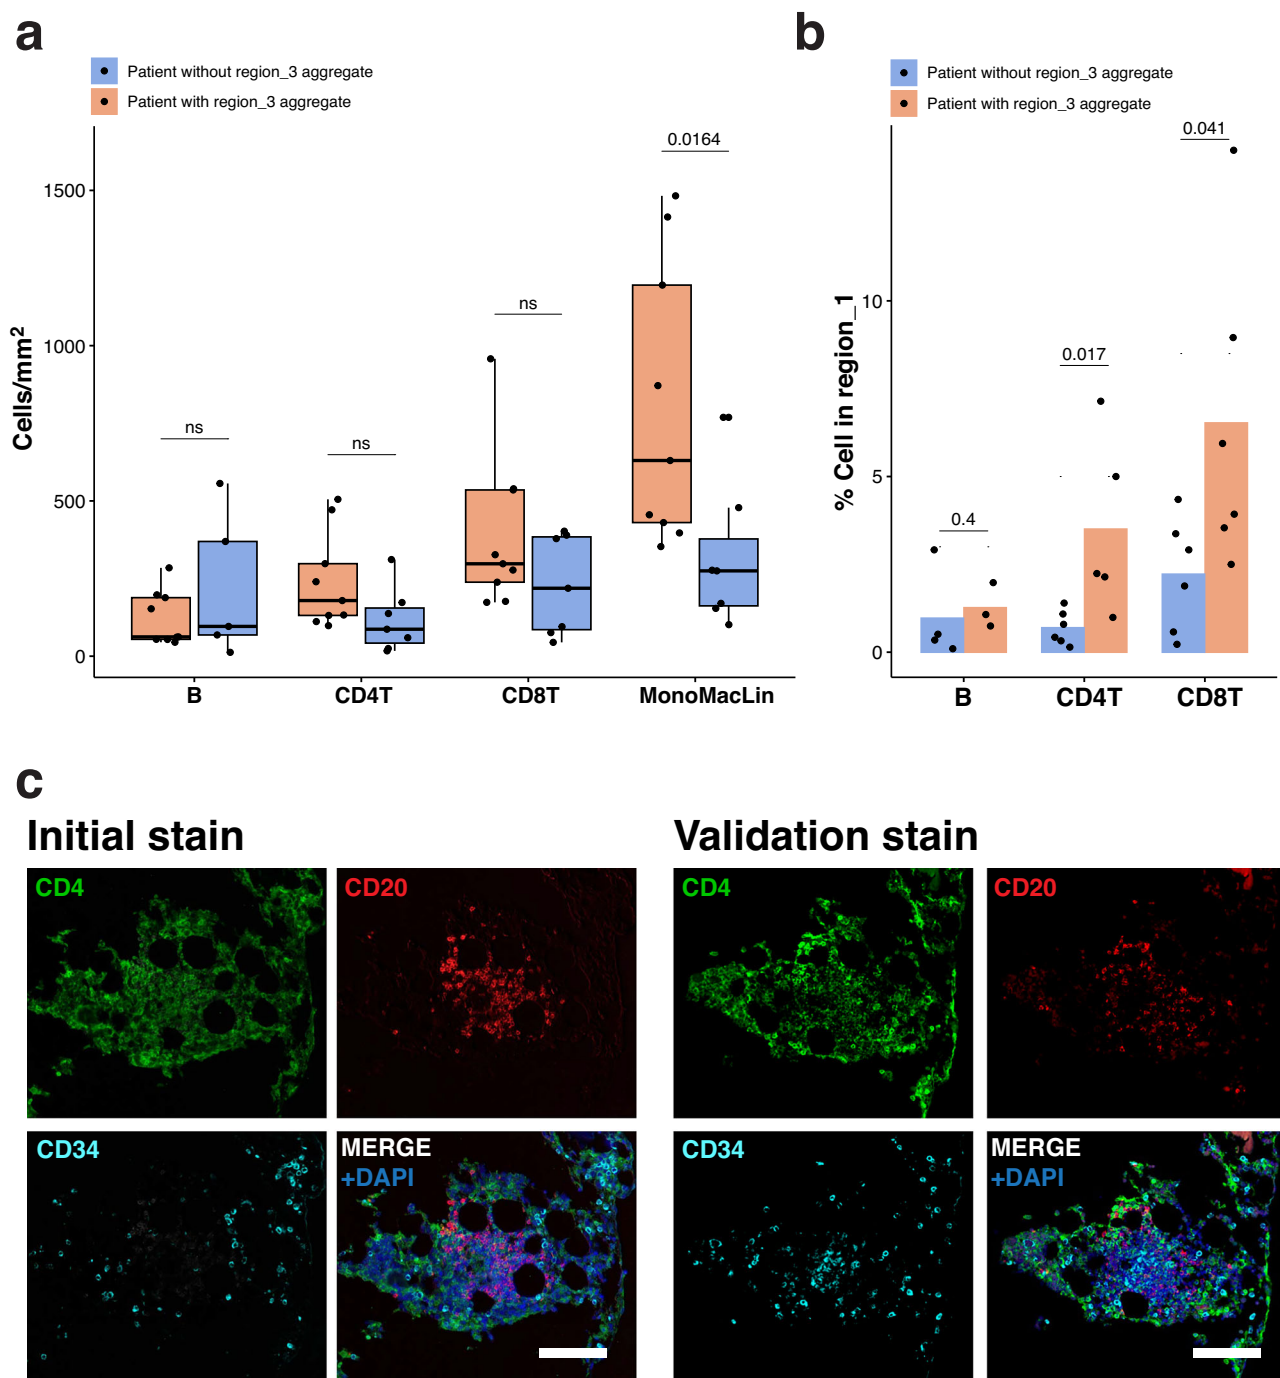 a
Patient without region_3 aggregate
Patient with region_3 aggregate
Cells/mm²
1500
1000
500
0
ns
ns
ns
0.0164
B
CD4T
CD8T
MonoMacLin
b
Patient without region_3 aggregate
Patient with region_3 aggregate
% Cell in region_1
10
5
0
0.4
0.017
0.041
B
CD4T
CD8T
c
Initial stain
CD4
CD20
CD34
MERGE
+DAPI
Validation stain
CD4
CD20
CD34
MERGE
+DAPI